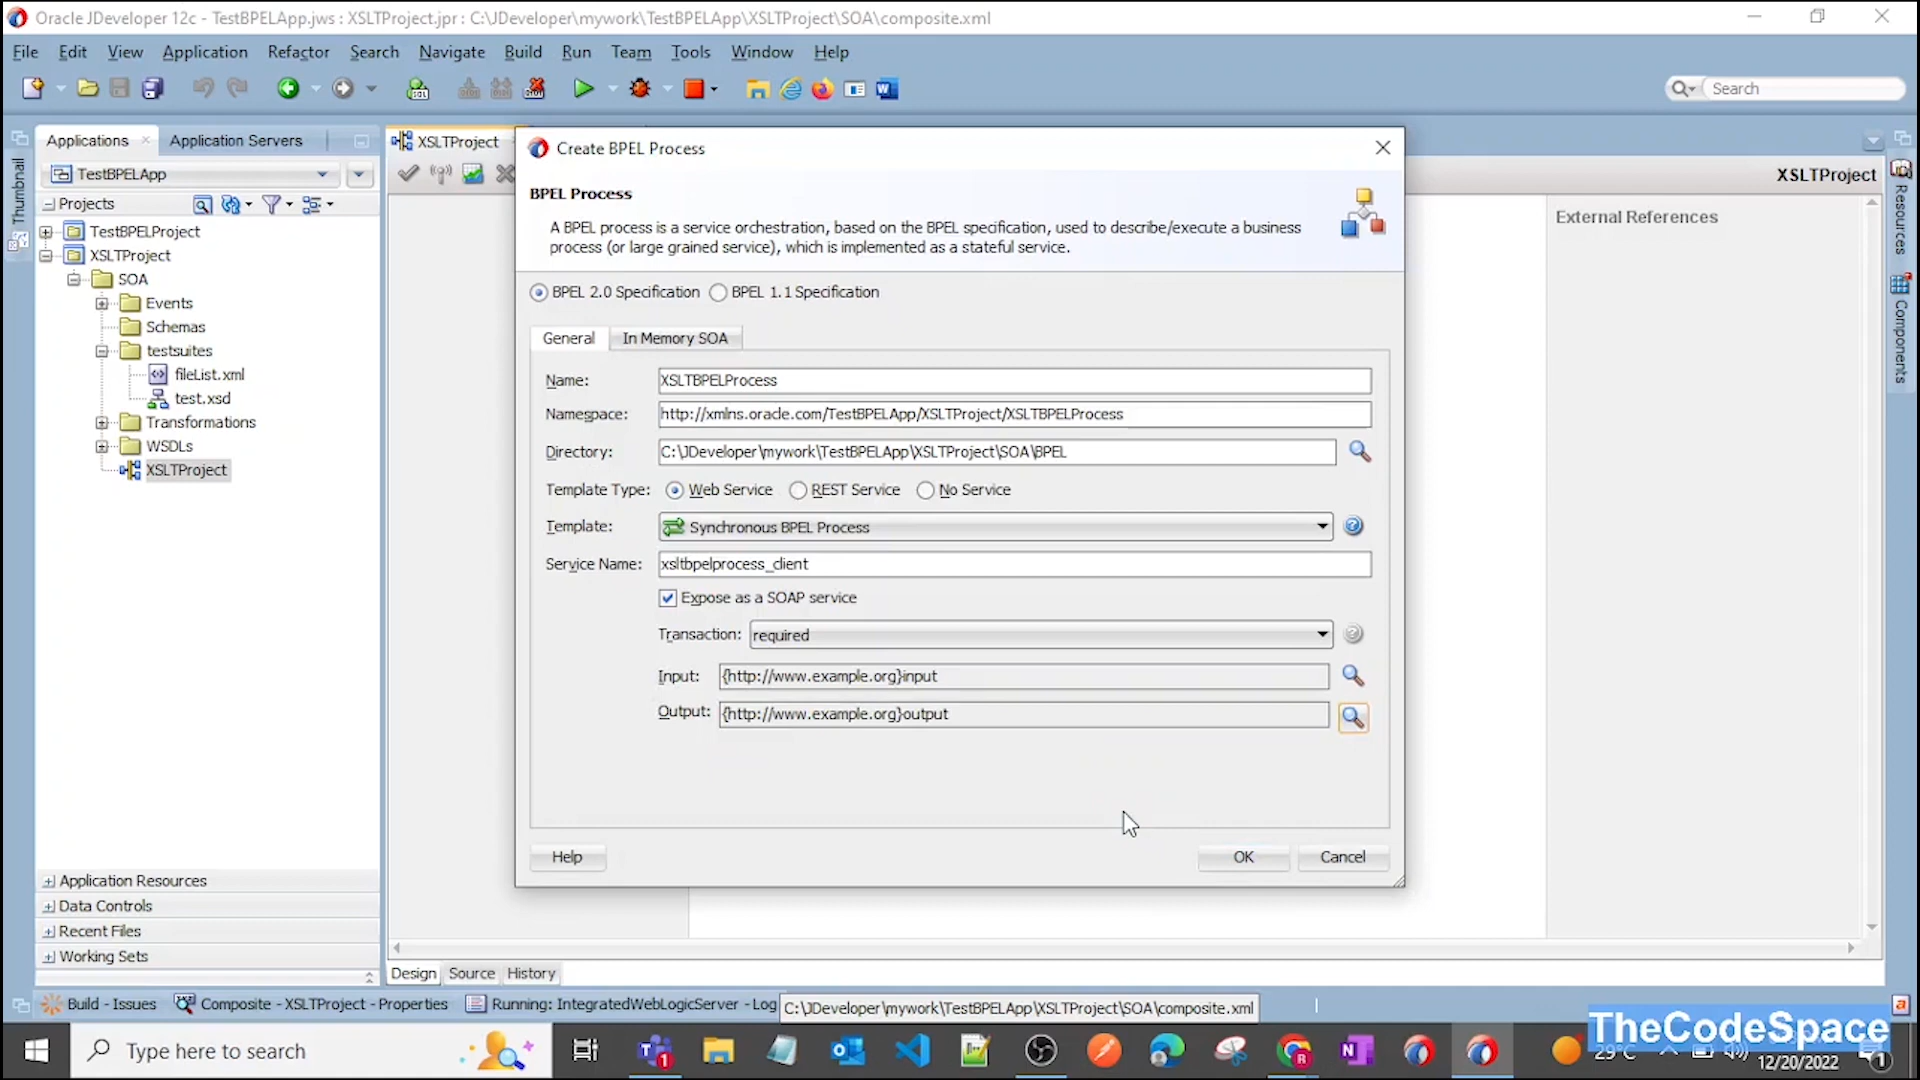 Oracle JDeveloper 12c - TestBPELApp.jws : XSLTProject.jpr : C:\JDeveloper\mywork\TestBPELApp\XSLTProject\SOA\composite.xml
File Edit View Application Refactor Search Navigate Build Run Team Tools Window Help
Search
Applications Application Servers
XSLTProject
Thumbnail
TestBPELApp
XSLTProject
Projects
TestBPELProject
XSLTProject
SOA
Events
Schemas
testsuites
fileList.xml
test.xsd
Transformations
WSDLs
XSLTProject
Application Resources
Data Controls
Recent Files
Working Sets
External References
Resources
Components
Create BPEL Process
BPEL Process
A BPEL process is a service orchestration, based on the BPEL specification, used to describe/execute a business
process (or large grained service), which is implemented as a stateful service.
BPEL 2.0 Specification BPEL 1.1 Specification
General In Memory SOA
Name: XSLTBPELProcess
Namespace: http://xmlns.oracle.com/TestBPELApp/XSLTProject/XSLTBPELProcess
Directory: C:\JDeveloper\mywork\TestBPELApp\XSLTProject\SOA\BPEL
Template Type: Web Service REST Service No Service
Template: Synchronous BPEL Process
Service Name: xsltbpelprocess_client
Expose as a SOAP service
Transaction: required
Input: {http://www.example.org}input
Output: {http://www.example.org}output
Help OK Cancel
Design Source History
Build - Issues Composite - XSLTProject - Properties Running: IntegratedWebLogicServer - Log
C:\JDeveloper\mywork\TestBPELApp\XSLTProject\SOA\composite.xml
TheCodeSpace
Type here to search
29°C
12/20/2022